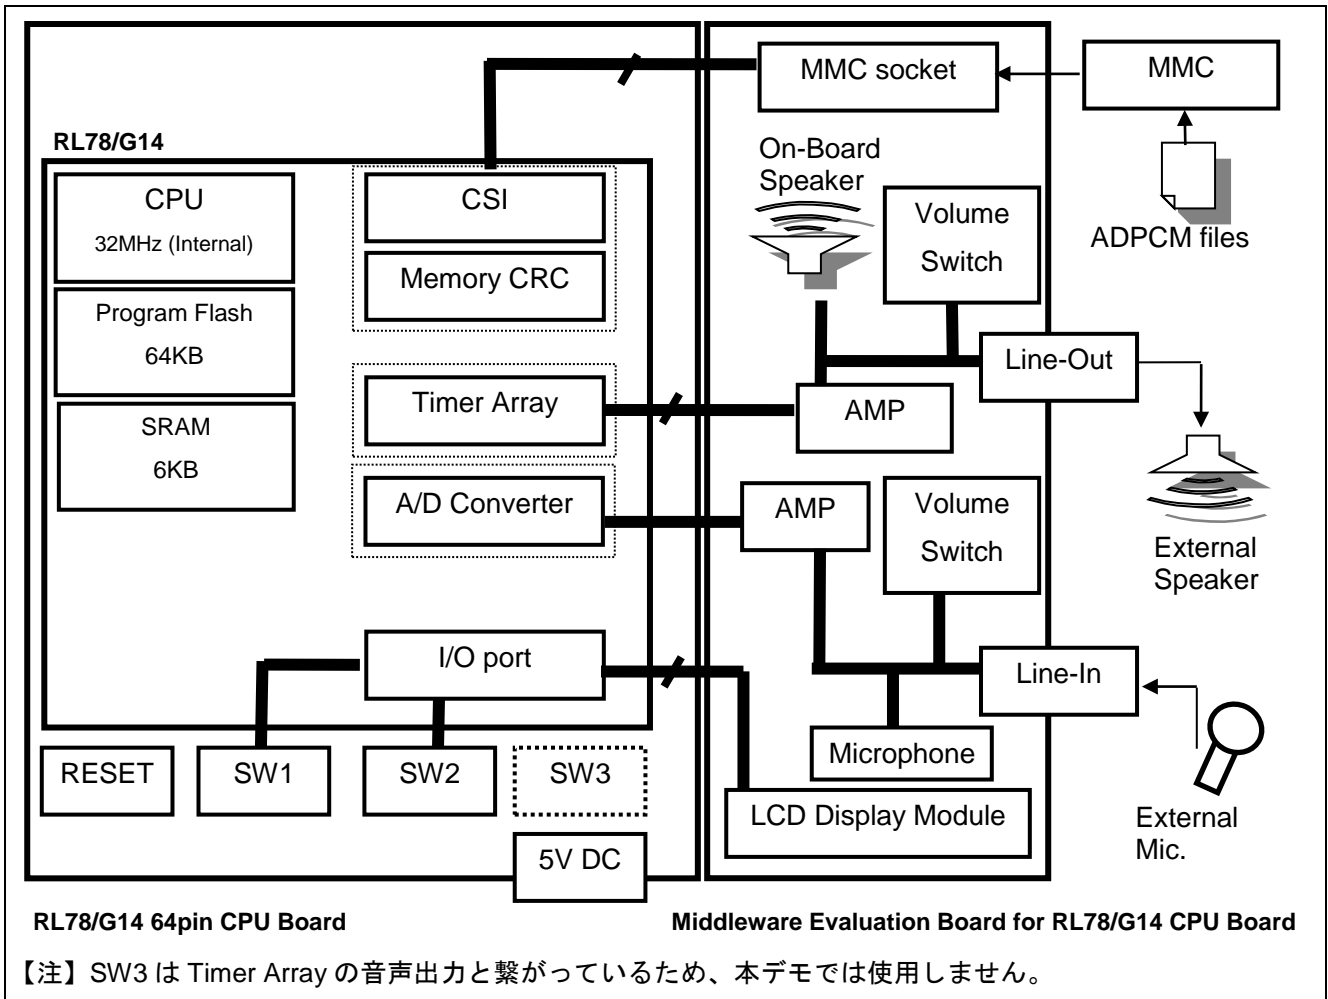 MMC socket
MMC
RL78/G14
On-Board
Speaker
CPU
32MHz (Internal)
CSI
Volume
Switch
ADPCM files
Memory CRC
Program Flash
64KB
Line-Out
Timer Array
AMP
SRAM
6KB
A/D Converter
AMP
Volume
Switch
External
Speaker
I/O port
Line-In
Microphone
RESET
SW1
SW2
SW3
LCD Display Module
External
Mic.
5V DC
RL78/G14 64pin CPU Board
Middleware Evaluation Board for RL78/G14 CPU Board
【注】SW3 は Timer Array の音声出力と繋がっているため、本デモでは使用しません。